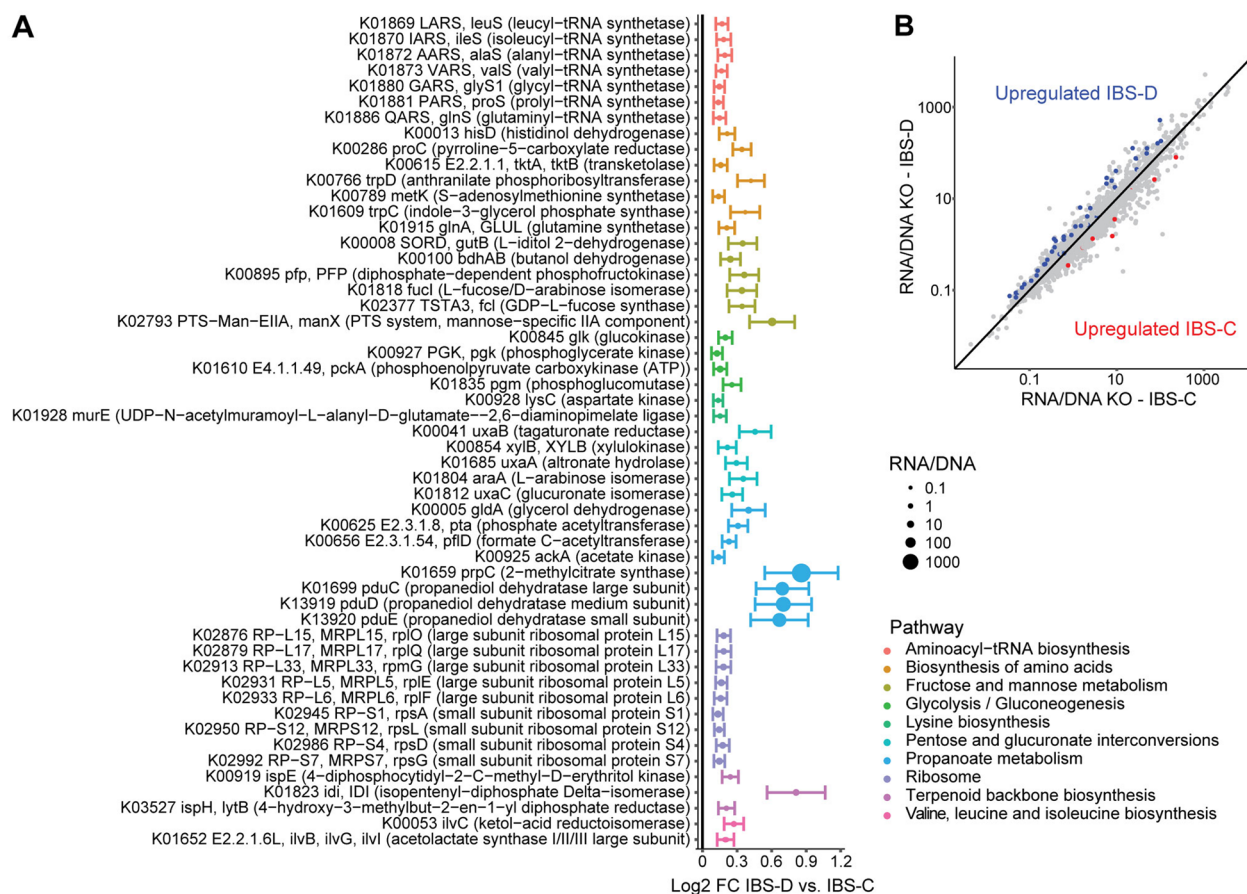 A
K01869 LARS, leuS (leucyl−tRNA synthetase)
K01870 IARS, ileS (isoleucyl−tRNA synthetase)
K01872 AARS, alaS (alanyl−tRNA synthetase)
K01873 VARS, valS (valyl−tRNA synthetase)
K01880 GARS, glyS1 (glycyl−tRNA synthetase)
K01881 PARS, proS (prolyl−tRNA synthetase)
K01886 QARS, glnS (glutaminyl−tRNA synthetase)
K00013 hisD (histidinol dehydrogenase)
K00286 proC (pyrroline−5−carboxylate reductase)
K00615 E2.2.1.1, tktA, tktB (transketolase)
K00766 trpD (anthranilate phosphoribosyltransferase)
K00789 metK (S−adenosylmethionine synthetase)
K01609 trpC (indole−3−glycerol phosphate synthase)
K01915 glnA, GLUL (glutamine synthetase)
K00008 SORD, gutB (L−iditol 2−dehydrogenase)
K00100 bdhAB (butanol dehydrogenase)
K00895 pfp, PFP (diphosphate−dependent phosphofructokinase)
K01818 fucI (L−fucose/D−arabinose isomerase)
K02377 TSTA3, fcl (GDP−L−fucose synthase)
K02793 PTS−Man−EIIA, manX (PTS system, mannose−specific IIA component
K00845 glk (glucokinase)
K00927 PGK, pgk (phosphoglycerate kinase)
K01610 E4.1.1.49, pckA (phosphoenolpyruvate carboxykinase (ATP))
K01835 pgm (phosphoglucomutase)
K00928 lysC (aspartate kinase)
K01928 murE (UDP−N−acetylmuramoyl−L−alanyl−D−glutamate−−2,6−diaminopimelate ligase)
K00041 uxaB (tagaturonate reductase)
K00854 xylB, XYLB (xylulokinase)
K01685 uxaA (altronate hydrolase)
K01804 araA (L−arabinose isomerase)
K01812 uxaC (glucuronate isomerase)
K00005 gldA (glycerol dehydrogenase)
K00625 E2.3.1.8, pta (phosphate acetyltransferase)
K00656 E2.3.1.54, pflD (formate C−acetyltransferase)
K00925 ackA (acetate kinase)
K01659 prpC (2−methylcitrate synthase)
K01699 pduC (propanediol dehydratase large subunit)
K13919 pduD (propanediol dehydratase medium subunit)
K13920 pduE (propanediol dehydratase small subunit)
K02876 RP−L15, MRPL15, rplO (large subunit ribosomal protein L15)
K02879 RP−L17, MRPL17, rplQ (large subunit ribosomal protein L17)
K02913 RP−L33, MRPL33, rpmG (large subunit ribosomal protein L33)
K02931 RP−L5, MRPL5, rplE (large subunit ribosomal protein L5)
K02933 RP−L6, MRPL6, rplF (large subunit ribosomal protein L6)
K02945 RP−S1, rpsA (small subunit ribosomal protein S1)
K02950 RP−S12, MRPS12, rpsL (small subunit ribosomal protein S12)
K02986 RP−S4, rpsD (small subunit ribosomal protein S4)
K02992 RP−S7, MRPS7, rpsG (small subunit ribosomal protein S7)
K00919 ispE (4−diphosphocytidyl−2−C−methyl−D−erythritol kinase)
K01823 idi, IDI (isopentenyl−diphosphate Delta−isomerase)
K03527 ispH, lytB (4−hydroxy−3−methylbut−2−en−1−yl diphosphate reductase)
K00053 ilvC (ketol−acid reductoisomerase)
K01652 E2.2.1.6L, ilvB, ilvG, ilvI (acetolactate synthase I/II/III large subunit)
0 0.3 0.6 0.9 1.2
Log2 FC IBS−D vs. IBS−C
B
Upregulated IBS-D
Upregulated IBS-C
RNA/DNA KO - IBS-D
1000
10
0.1
0.1 10 1000
RNA/DNA KO - IBS-C
RNA/DNA
0.1
1
10
100
1000
Pathway
Aminoacyl−tRNA biosynthesis
Biosynthesis of amino acids
Fructose and mannose metabolism
Glycolysis / Gluconeogenesis
Lysine biosynthesis
Pentose and glucuronate interconversions
Propanoate metabolism
Ribosome
Terpenoid backbone biosynthesis
Valine, leucine and isoleucine biosynthesis